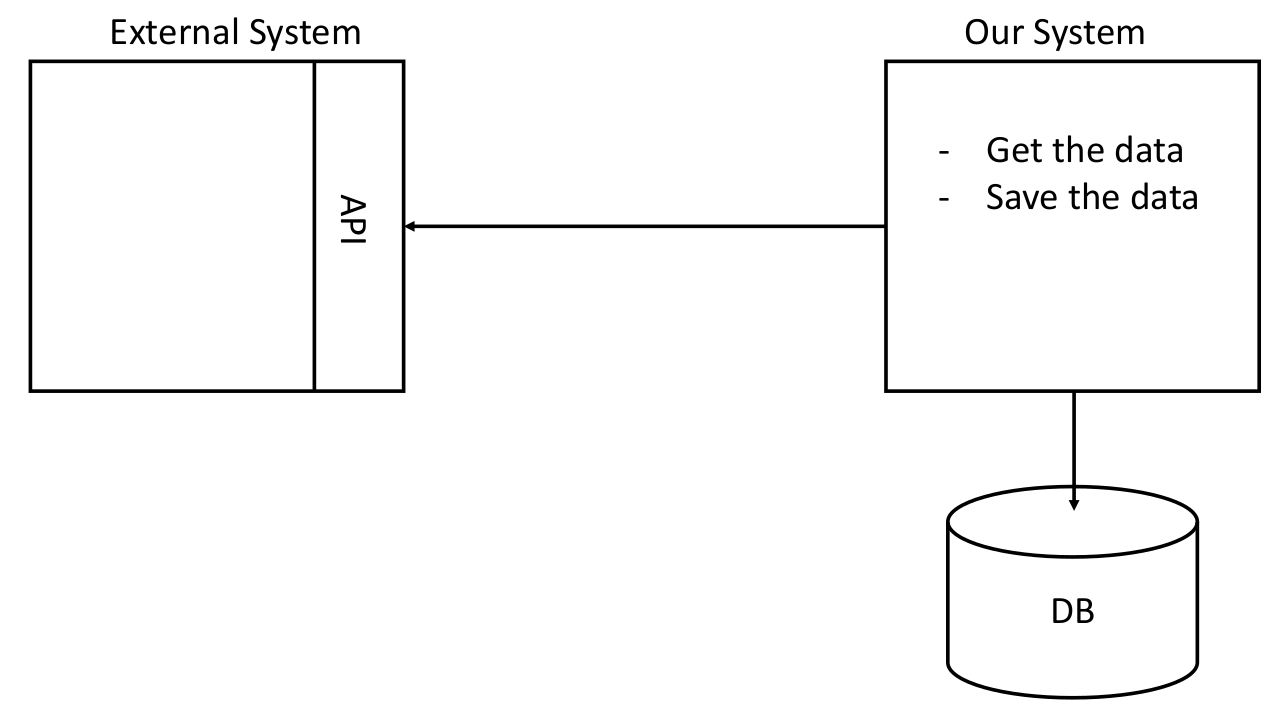 External System
Our System
- Get the data
- Save the data
API
DB